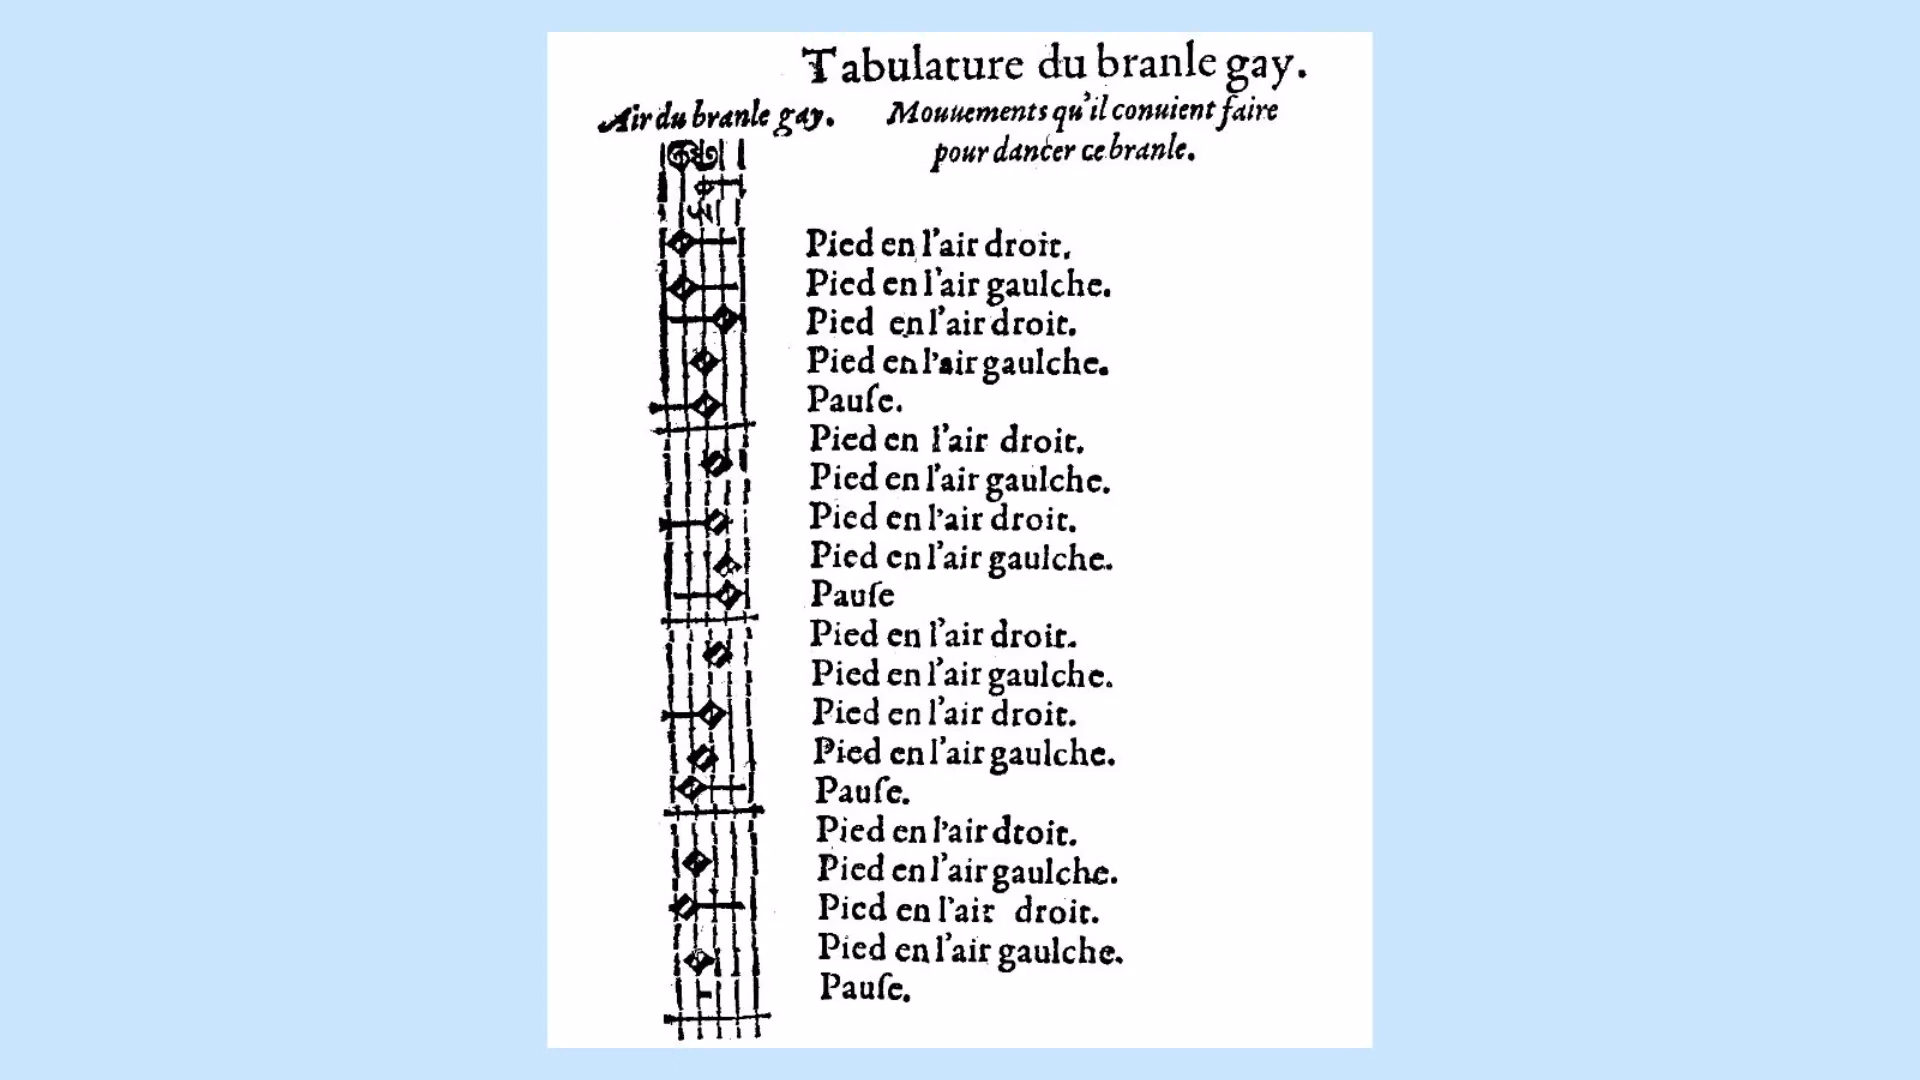 Tabulature du branle gay.
Air du branle gay.
Mouuements qu'il conuient faire
pour dancer ce branle.
Pied en l'air droit.
Pied en l'air gaulche.
Pied en l'air droit.
Pied en l'air gaulche.
Pauſe.
Pied en l'air droit.
Pied en l'air gaulche.
Pied en l'air droit.
Pied en l'air gaulche.
Pauſe
Pied en l'air droit.
Pied en l'air gaulche.
Pied en l'air droit.
Pied en l'air gaulche.
Pauſe.
Pied en l'air dtoit.
Pied en l'air gaulche.
Pied en l'air droit.
Pied en l'air gaulche.
Pauſe.